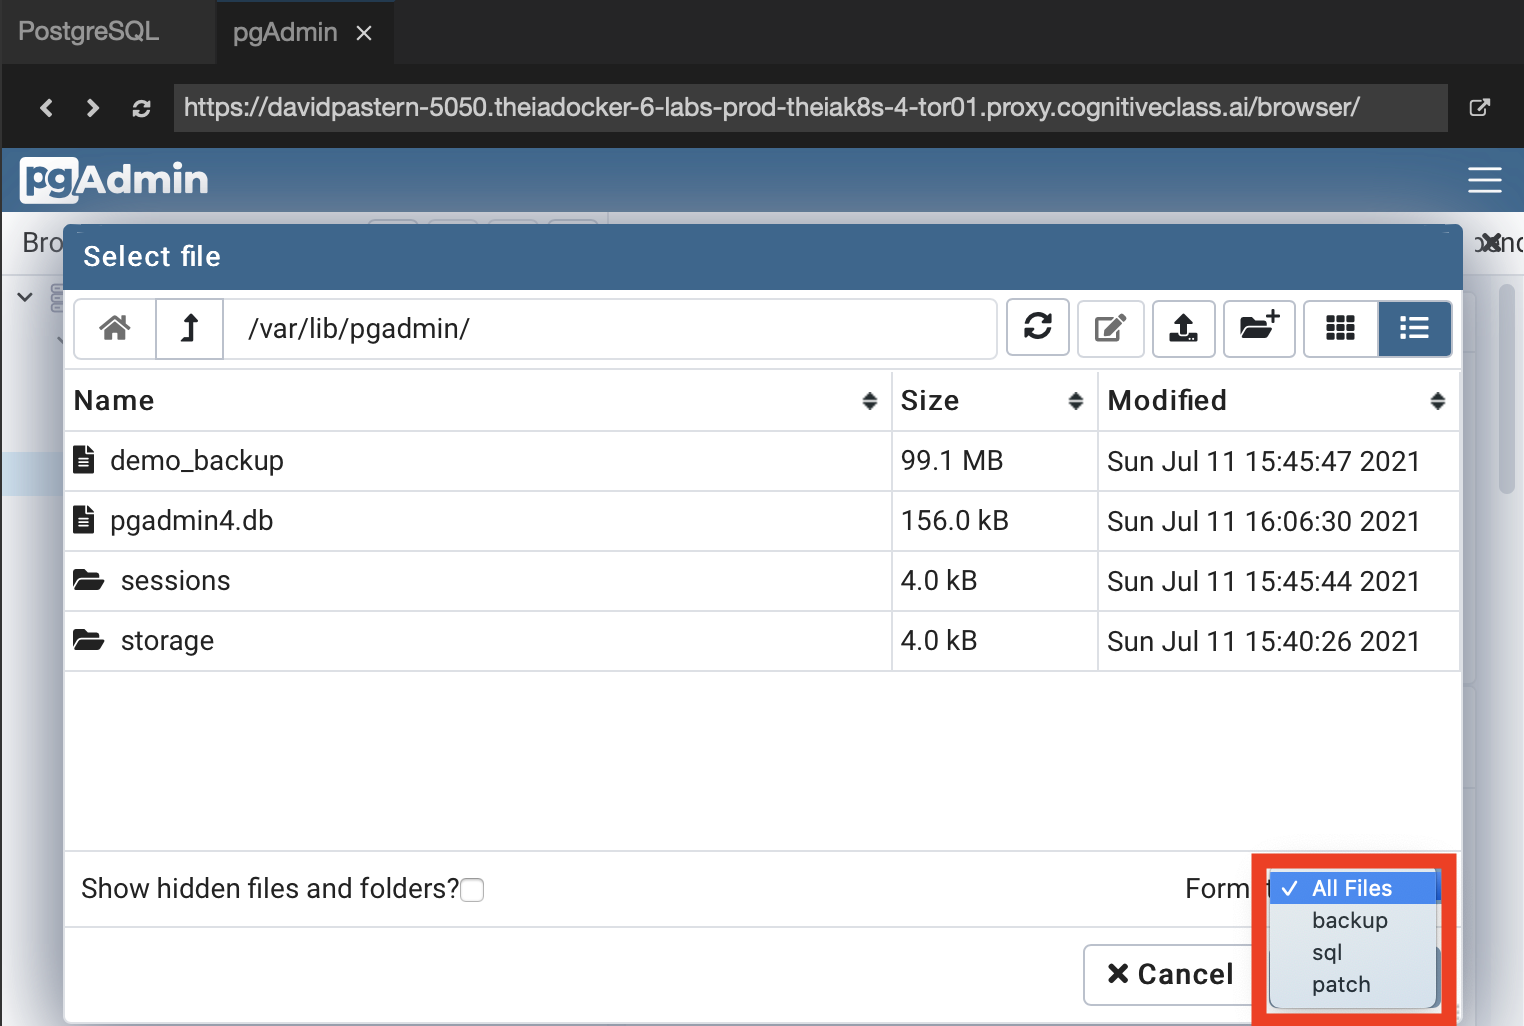 PostgreSQL
pgAdmin
https://davidpastern-5050.theiadocker-6-labs-prod-theiak8s-4-tor01.proxy.cognitiveclass.ai/browser/
pgAdmin
Bro
Select file
/var/lib/pgadmin/
Name Size Modified
demo_backup 99.1 MB Sun Jul 11 15:45:47 2021
pgadmin4.db 156.0 kB Sun Jul 11 16:06:30 2021
sessions 4.0 kB Sun Jul 11 15:45:44 2021
storage 4.0 kB Sun Jul 11 15:40:26 2021
Show hidden files and folders?
Format
✓ All Files
backup
sql
patch
Cancel